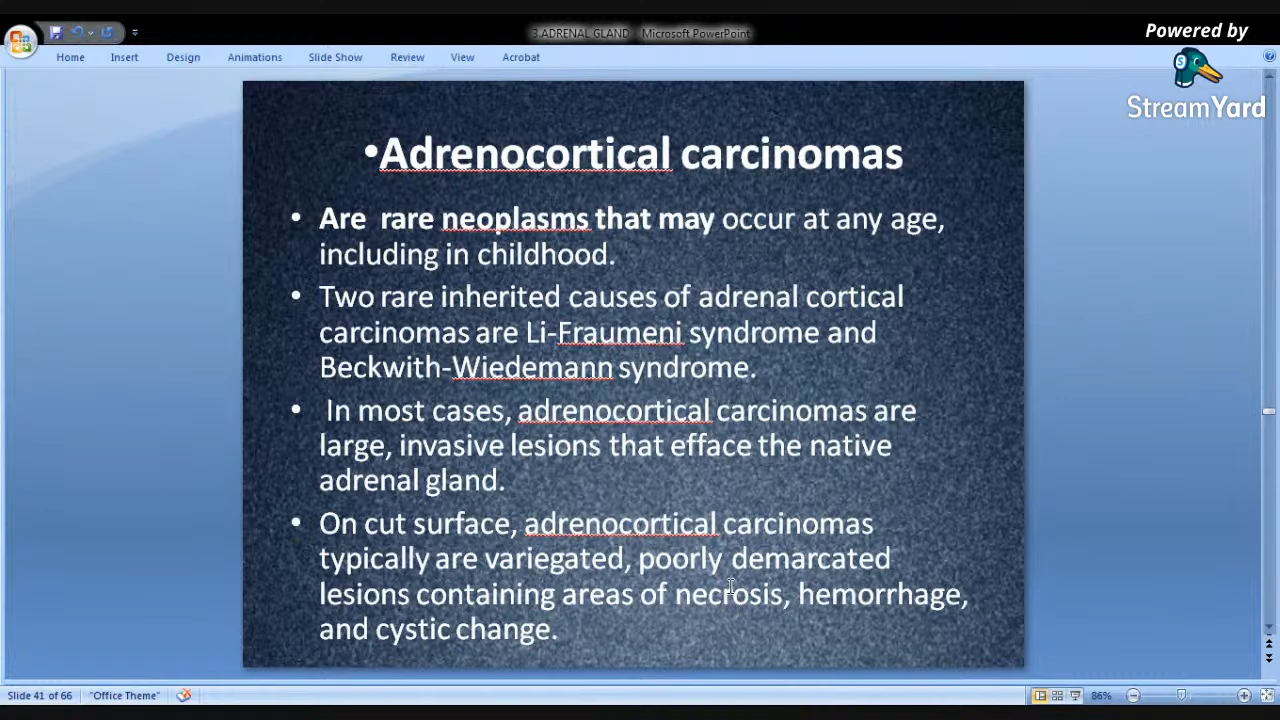 3.ADRENAL GLAND - Microsoft PowerPoint
Powered by
StreamYard
Home Insert Design Animations Slide Show Review View Acrobat
•Adrenocortical carcinomas
• Are rare neoplasms that may occur at any age,
including in childhood.
• Two rare inherited causes of adrenal cortical
carcinomas are Li-Fraumeni syndrome and
Beckwith-Wiedemann syndrome.
• In most cases, adrenocortical carcinomas are
large, invasive lesions that efface the native
adrenal gland.
• On cut surface, adrenocortical carcinomas
typically are variegated, poorly demarcated
lesions containing areas of necrosis, hemorrhage,
and cystic change.
Slide 41 of 66 "Office Theme" 86%